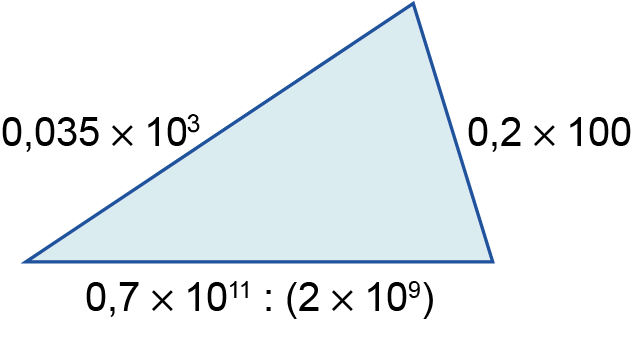 0,035 × 10³
0,2 × 100
0,7 × 10¹¹ : (2 × 10⁹)